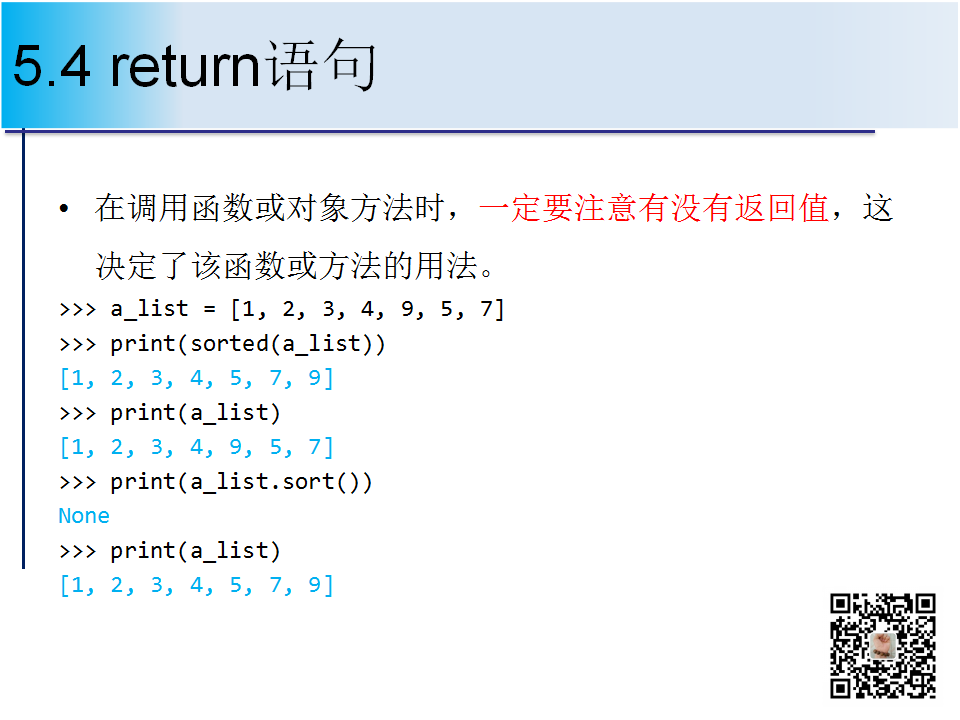 5.4 return语句
• 在调用函数或对象方法时，一定要注意有没有返回值，这
决定了该函数或方法的用法。
>>> a_list = [1, 2, 3, 4, 9, 5, 7]
>>> print(sorted(a_list))
[1, 2, 3, 4, 5, 7, 9]
>>> print(a_list)
[1, 2, 3, 4, 9, 5, 7]
>>> print(a_list.sort())
None
>>> print(a_list)
[1, 2, 3, 4, 5, 7, 9]